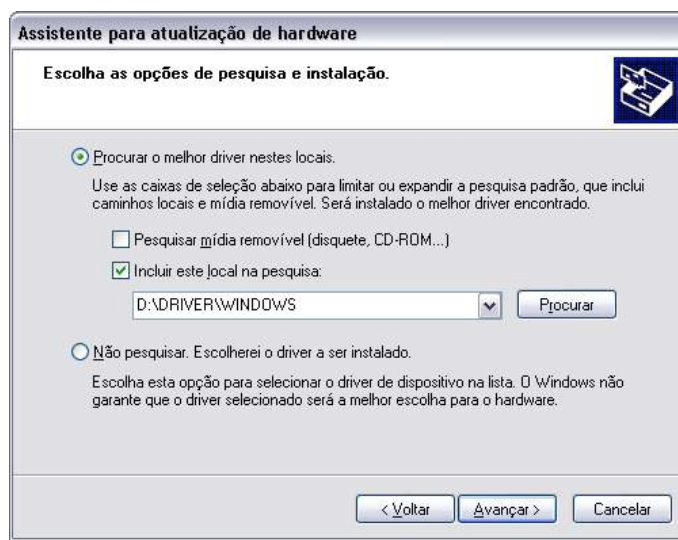 Assistente para atualização de hardware
Escolha as opções de pesquisa e instalação.
Procurar o melhor driver nestes locais.
Use as caixas de seleção abaixo para limitar ou expandir a pesquisa padrão, que inclui
caminhos locais e mídia removível. Será instalado o melhor driver encontrado.
Pesquisar mídia removível (disquete, CD-ROM...)
Incluir este local na pesquisa:
D:\DRIVER\WINDOWS
Procurar
Não pesquisar. Escolherei o driver a ser instalado.
Escolha esta opção para selecionar o driver de dispositivo na lista. O Windows não
garante que o driver selecionado será a melhor escolha para o hardware.
< Voltar
Avançar >
Cancelar